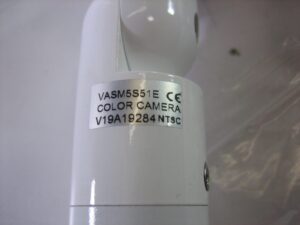 VASM5S51E CE
COLOR CAMERA
V19A19284 NTSC